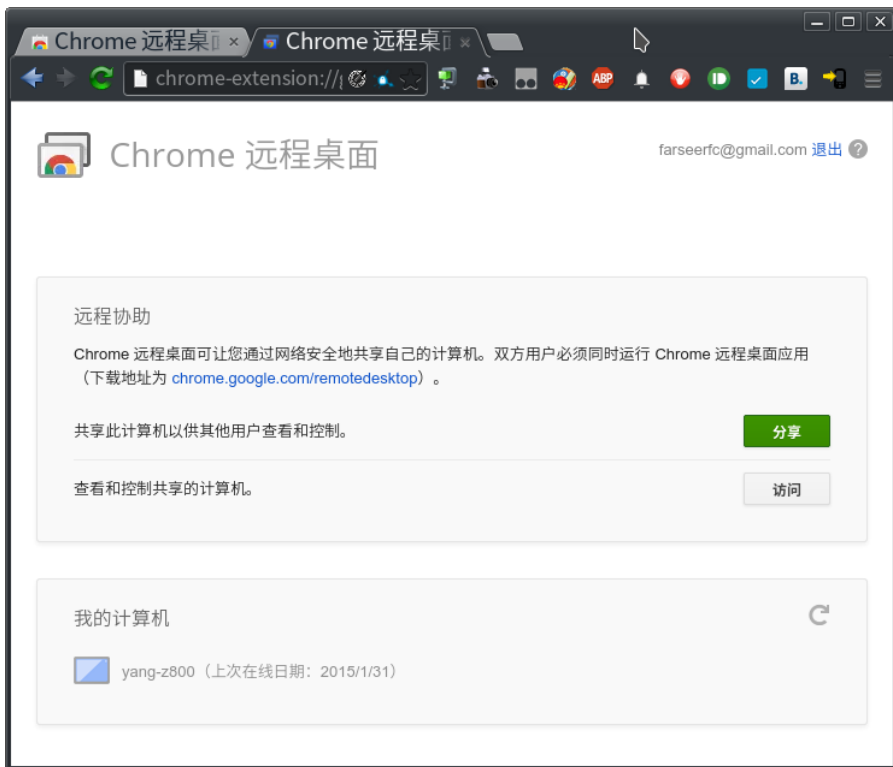 Chrome 远程桌 Chrome 远程桌
chrome-extension://
ABP
B.
Chrome 远程桌面
farseerfc@gmail.com 退出
远程协助
Chrome 远程桌面可让您通过网络安全地共享自己的计算机。双方用户必须同时运行 Chrome 远程桌面应用
（下载地址为 chrome.google.com/remotedesktop）。
共享此计算机以供其他用户查看和控制。
分享
查看和控制共享的计算机。
访问
我的计算机
yang-z800（上次在线日期：2015/1/31）